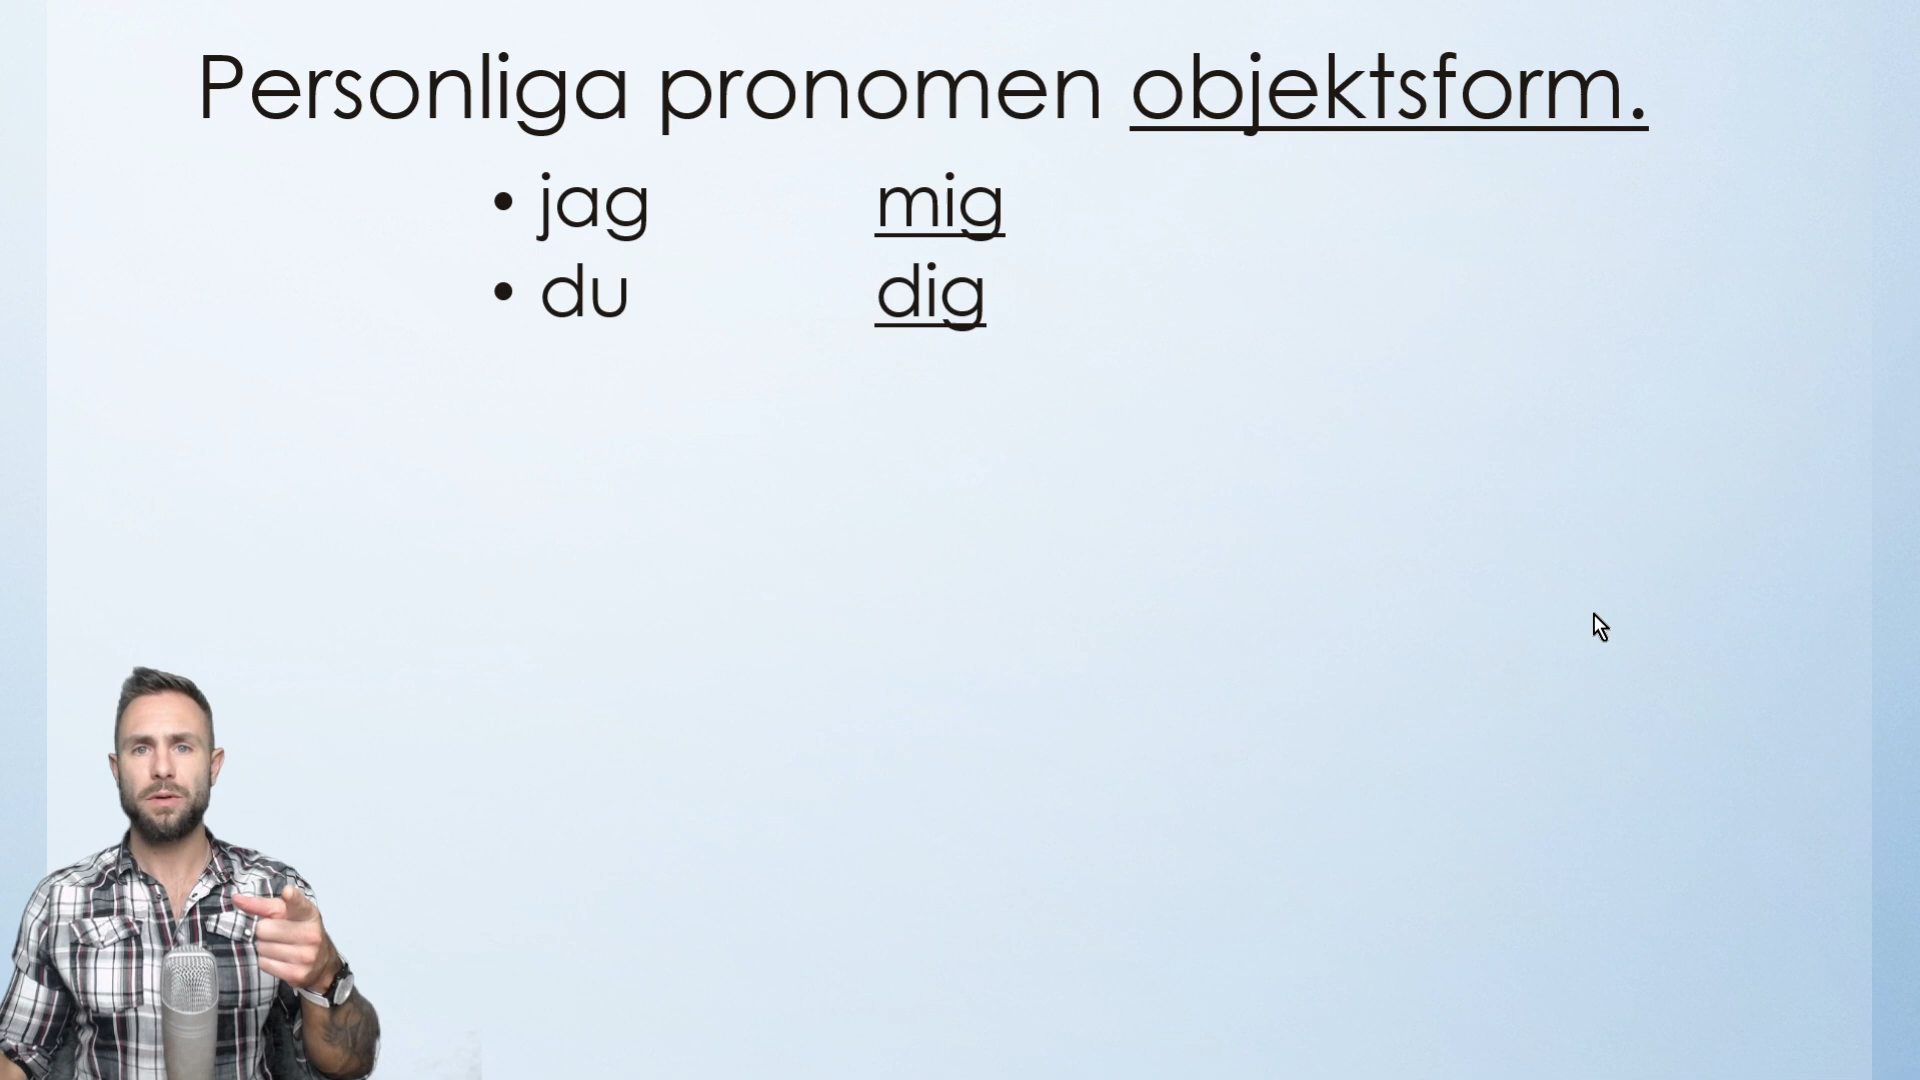 Personliga pronomen objektsform.
• jag mig
• du dig